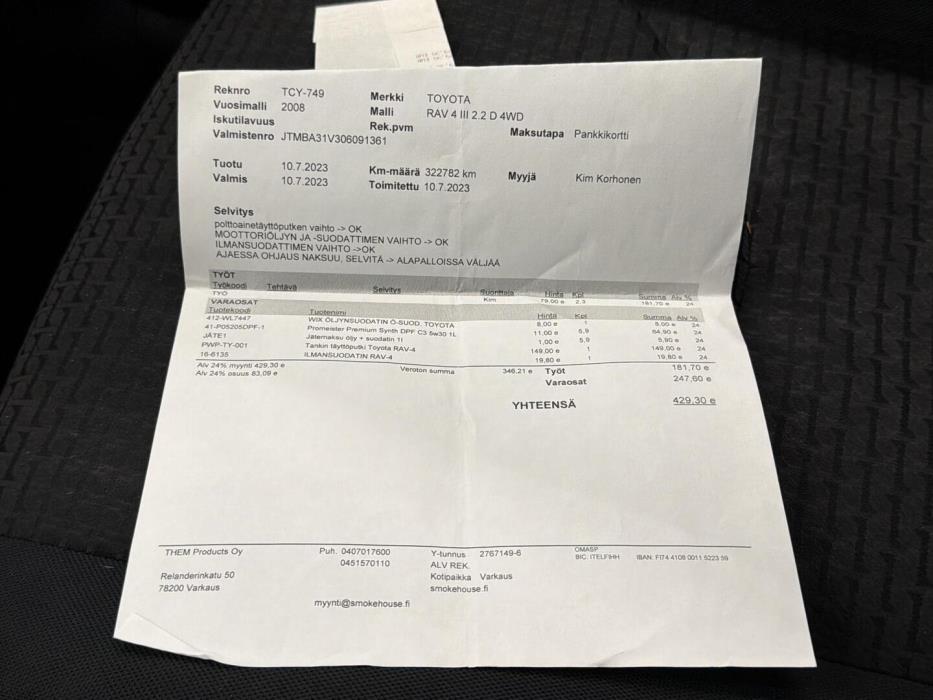 Reknro TCY-749 Merkki TOYOTA
Vuosimalli 2008 Malli RAV 4 III 2.2 D 4WD
Iskutilavuus Rek.pvm Maksutapa Pankkikortti
Valmistenro JTMBA31V306091361
Tuotu 10.7.2023 Km-määrä 322782 km Myyjä Kim Korhonen
Valmis 10.7.2023 Toimitettu 10.7.2023
Selvitys
polttoainetäyttöputken vaihto -> OK
MOOTTORIÖLJYN JA -SUODATTIMEN VAIHTO -> OK
ILMANSUODATTIMEN VAIHTO ->OK
AJAESSA OHJAUS NAKSUU, SELVITÄ -> ALAPALLOISSA VÄLJÄÄ
TYÖT
Työkoodi Tehtävä Selvitys Suorittaja Hinta Kpl Summa Alv %
TYÖ Kim 79,00 e 2,3 181,70 e 24
VARAOSAT
Tuotekoodi Tuotenimi Hinta Kpl Summa Alv %
412-WL7447 WIX ÖLJYNSUODATIN Ö-SUOD. TOYOTA 8,00 e 1 8,00 e 24
41-P05205DPF-1 Promeister Premium Synth DPF C3 5w30 1L 11,00 e 5,9 64,90 e 24
JÄTE1 Jätemaksu öljy + suodatin 1l 1,00 e 5,9 5,90 e 24
PWP-TY-001 Tankin täyttöputki Toyota RAV-4 149,00 e 1 149,00 e 24
16-6135 ILMANSUODATIN RAV-4 19,80 e 1 19,80 e 24
Alv 24% myynti 429,30 e Veroton summa 346,21 e Työt 181,70 e
Alv 24% osuus 83,09 e Varaosat 247,60 e
YHTEENSÄ 429,30 e
THEM Products Oy Puh. 0407017600 Y-tunnus 2767149-6 OMASP
0451570110 ALV REK. BIC: ITELFIHH IBAN: FI74 4108 0011 5223 59
Relanderinkatu 50 Kotipaikka Varkaus
78200 Varkaus smokehouse.fi
myynti@smokehouse.fi